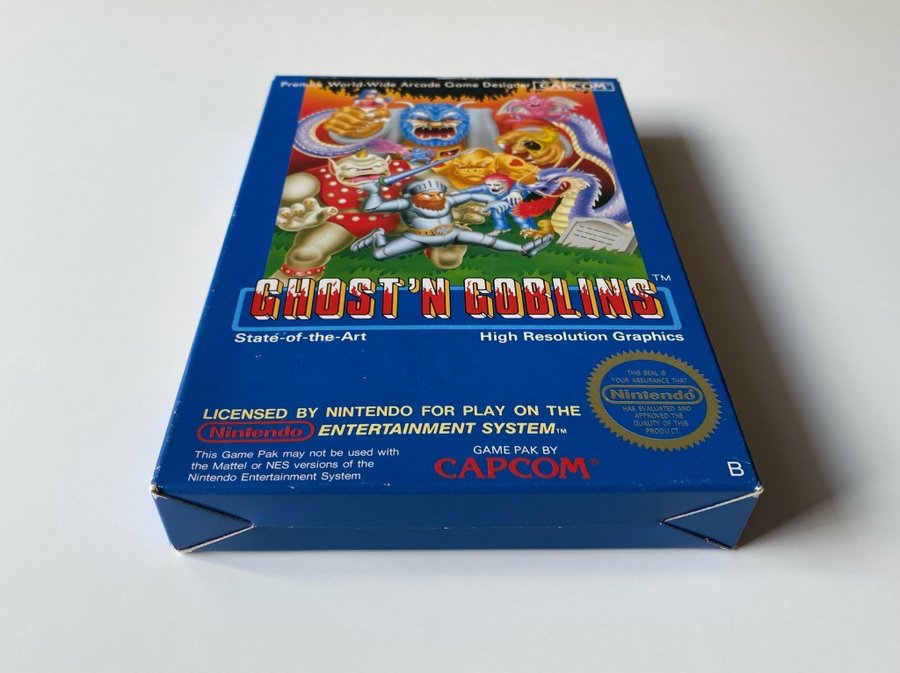 Premier World-Wide Arcade Game Designer CAPCOM®
GHOST'N GOBLINS™
State-of-the-Art
High Resolution Graphics
THIS SEAL IS
YOUR ASSURANCE THAT
Nintendo
HAS EVALUATED AND
APPROVED THE
QUALITY OF THIS
PRODUCT
LICENSED BY NINTENDO FOR PLAY ON THE
Nintendo ENTERTAINMENT SYSTEM™
This Game Pak may not be used with
the Mattel or NES versions of the
Nintendo Entertainment System
GAME PAK BY
CAPCOM®
B